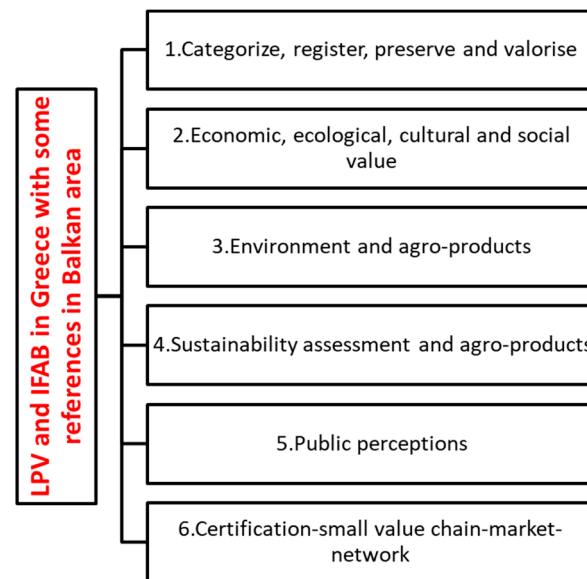 LPV and IFAB in Greece with some
references in Balkan area
1.Categorize, register, preserve and valorise
2.Economic, ecological, cultural and social
value
3.Environment and agro-products
4.Sustainability assessment and agro-products
5.Public perceptions
6.Certification-small value chain-market-
network